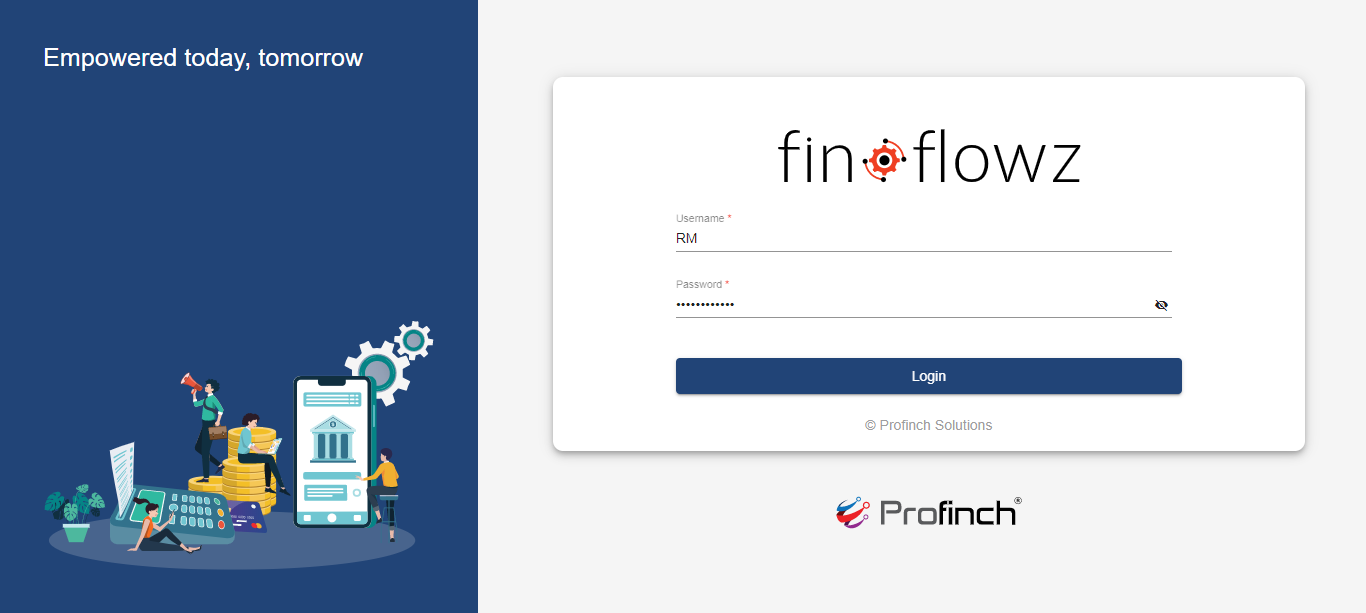 Empowered today, tomorrow
fin flowz
Username *
RM
Password *
••••••••••••
Login
© Profinch Solutions
Profinch®